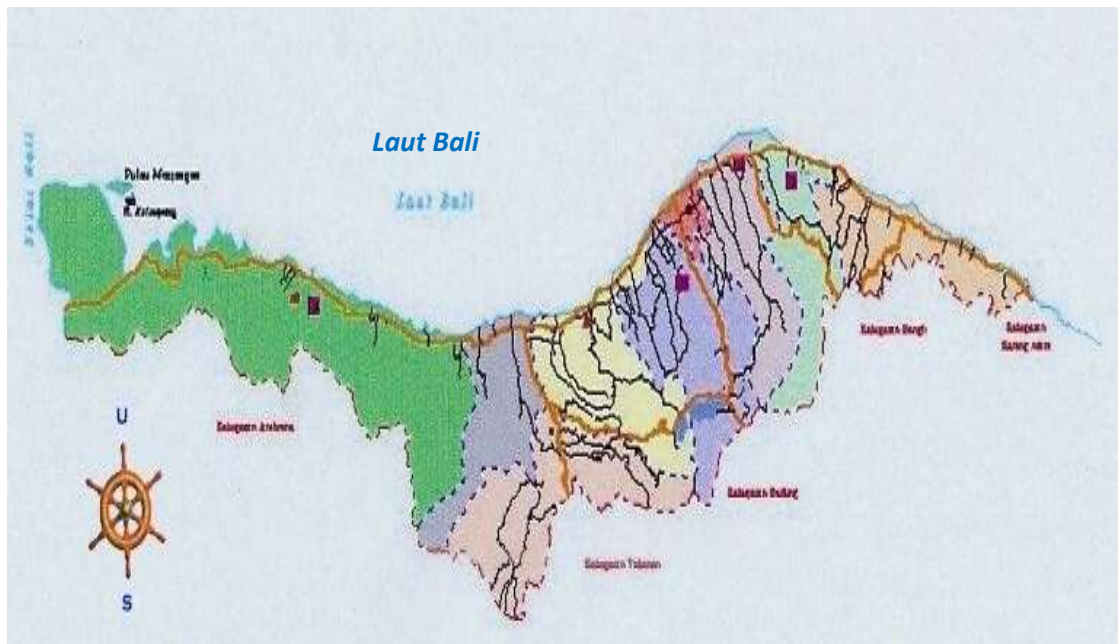 Laut Bali
Laut Bali
Pulau Menjangan
Kabupaten Jembrana
Kabupaten Bangli
Kabupaten
Karang Asem
Kabupaten Badung
Kabupaten Tabanan
U
S